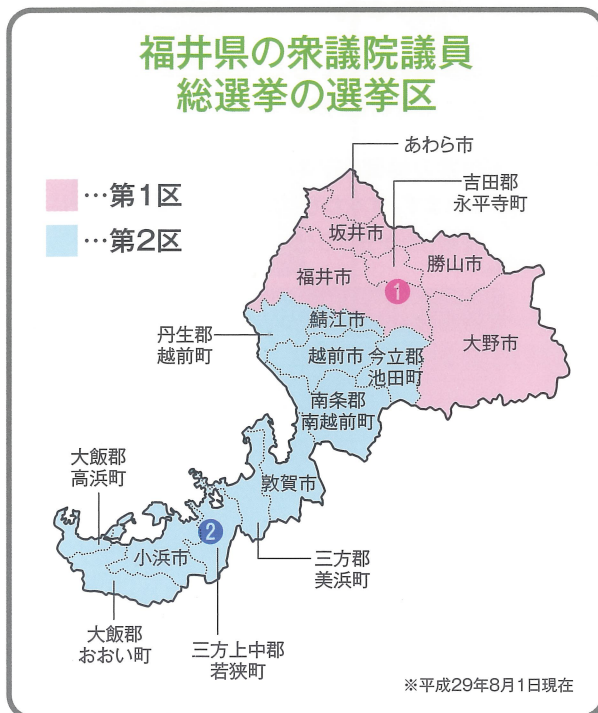 福井県の衆議院議員
総選挙の選挙区
…第1区
…第2区
あわら市
吉田郡
永平寺町
坂井市
勝山市
福井市
1
大野市
鯖江市
丹生郡
越前町
越前市
今立郡
池田町
南条郡
南越前町
大飯郡
高浜町
敦賀市
2
小浜市
三方郡
美浜町
大飯郡
おおい町
三方上中郡
若狭町
※平成29年8月1日現在